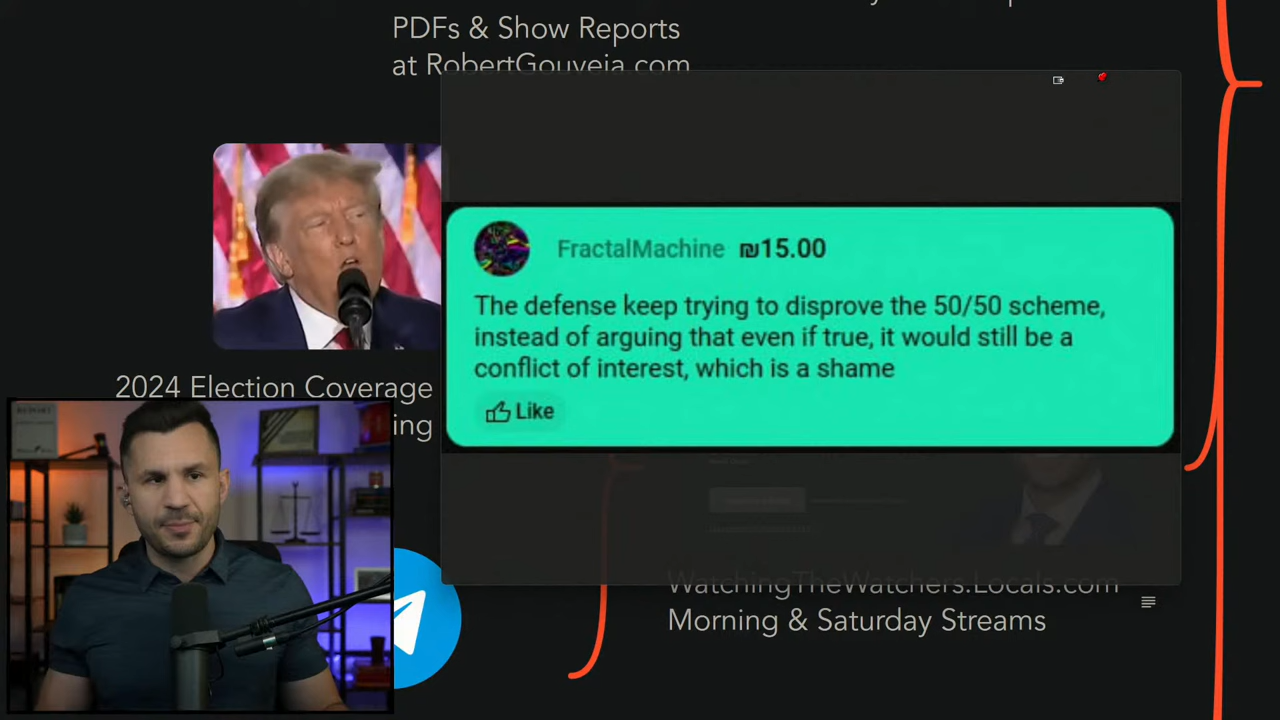 PDFs & Show Reports
at RobertGouveia.com
FractalMachine ₪15.00
The defense keep trying to disprove the 50/50 scheme,
instead of arguing that even if true, it would still be a
conflict of interest, which is a shame
Like
2024 Election Coverage
ing
WatchingTheWatchers.Locals.com
Morning & Saturday Streams